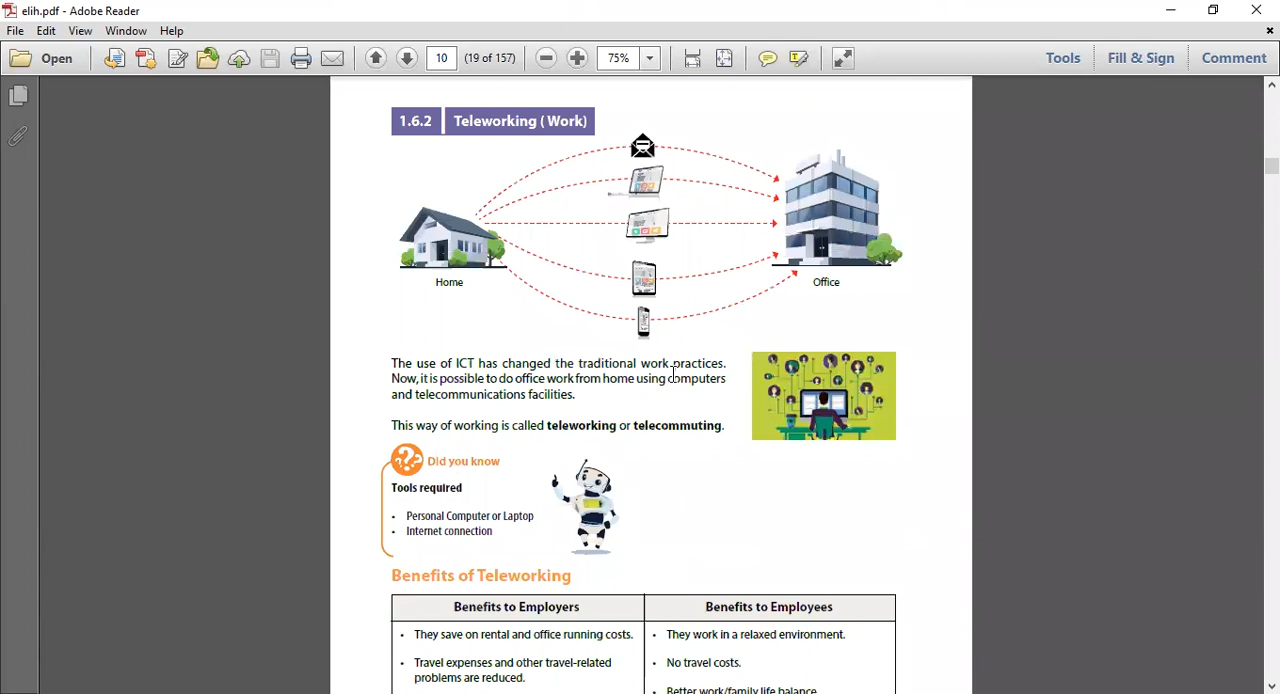 elih.pdf - Adobe Reader
File Edit View Window Help
Open 10 (19 of 157) 75% Tools Fill & Sign Comment
1.6.2 Teleworking ( Work)
Home
Office
The use of ICT has changed the traditional work practices.
Now, it is possible to do office work from home using computers
and telecommunications facilities.
This way of working is called teleworking or telecommuting.
??? Did you know
Tools required
• Personal Computer or Laptop
• Internet connection
Benefits of Teleworking
Benefits to Employers
• They save on rental and office running costs.
• Travel expenses and other travel-related
problems are reduced.
Benefits to Employees
• They work in a relaxed environment.
• No travel costs.
• Better work/family life balance